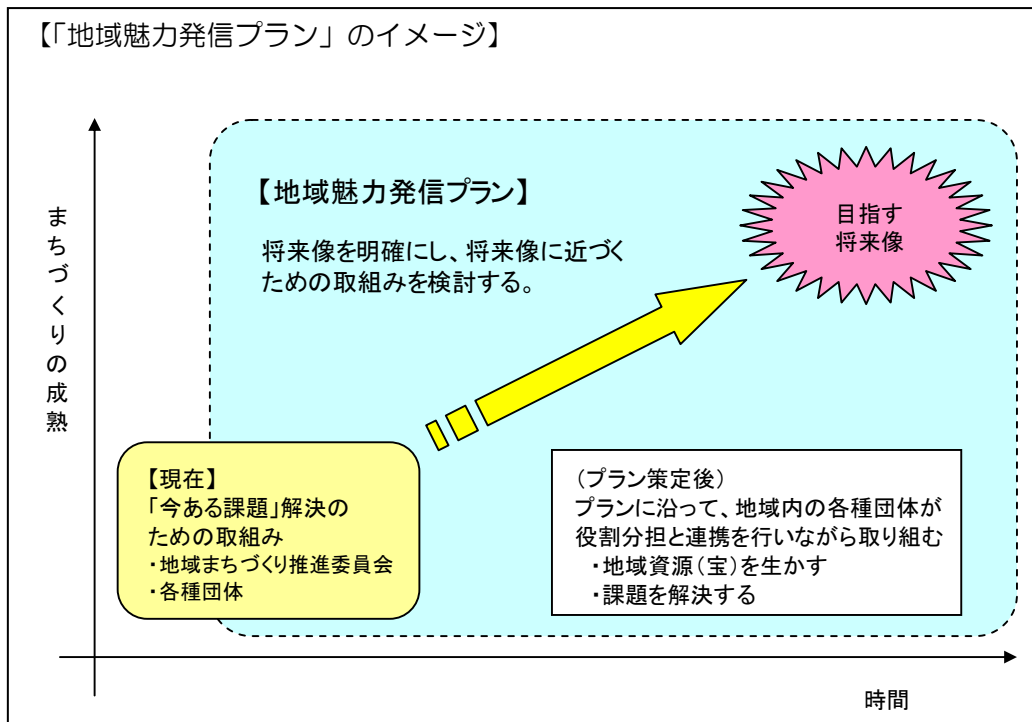 【「地域魅力発信プラン」のイメージ】
【地域魅力発信プラン】
将来像を明確にし、将来像に近づく
ための取組みを検討する。
目指す
将来像
まちづくりの成熟
【現在】
「今ある課題」解決の
ための取組み
・地域まちづくり推進委員会
・各種団体
（プラン策定後）
プランに沿って、地域内の各種団体が
役割分担と連携を行いながら取り組む
・地域資源（宝）を生かす
・課題を解決する
時間